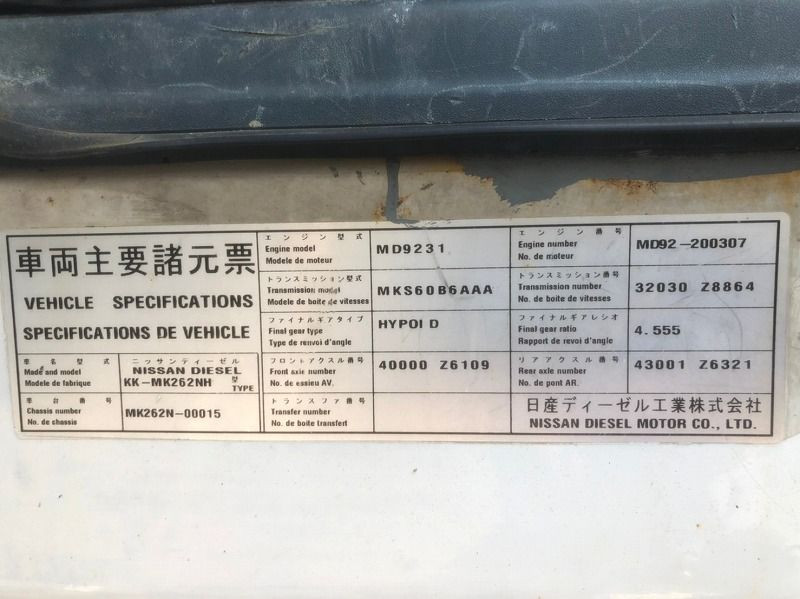 車両主要諸元票
VEHICLE SPECIFICATIONS
SPECIFICATIONS DE VEHICLE
車名型式
Made and model
Modele de fabrique
ニッサンディーゼル
NISSAN DIESEL
KK-MK262NH 型
TYPE
車台番号
Chassis number
No. de chassis
MK262N-00015
エンジン型式
Engine model
Modele de moteur
MD9231
トランスミッション型式
Transmission model
Modele de boite de vitesses
MKS60B6AAA
ファイナルギアタイプ
Final gear type
Type de renvoi d'angle
HYPOI D
フロントアクスル番号
Front axle number
No. de essieu AV.
40000 Z6109
トランスファ番号
Transfer number
No. de boite transfert
エンジン番号
Engine number
No. de moteur
MD92-200307
トランスミッション番号
Transmission number
No. de boite de vitesses
32030 Z8864
ファイナルギアレシオ
Final gear ratio
Rapport de revoi d'angle
4.555
リアアクスル番号
Rear axle number
No. de pont AR.
43001 Z6321
日産ディーゼル工業株式会社
NISSAN DIESEL MOTOR CO., LTD.